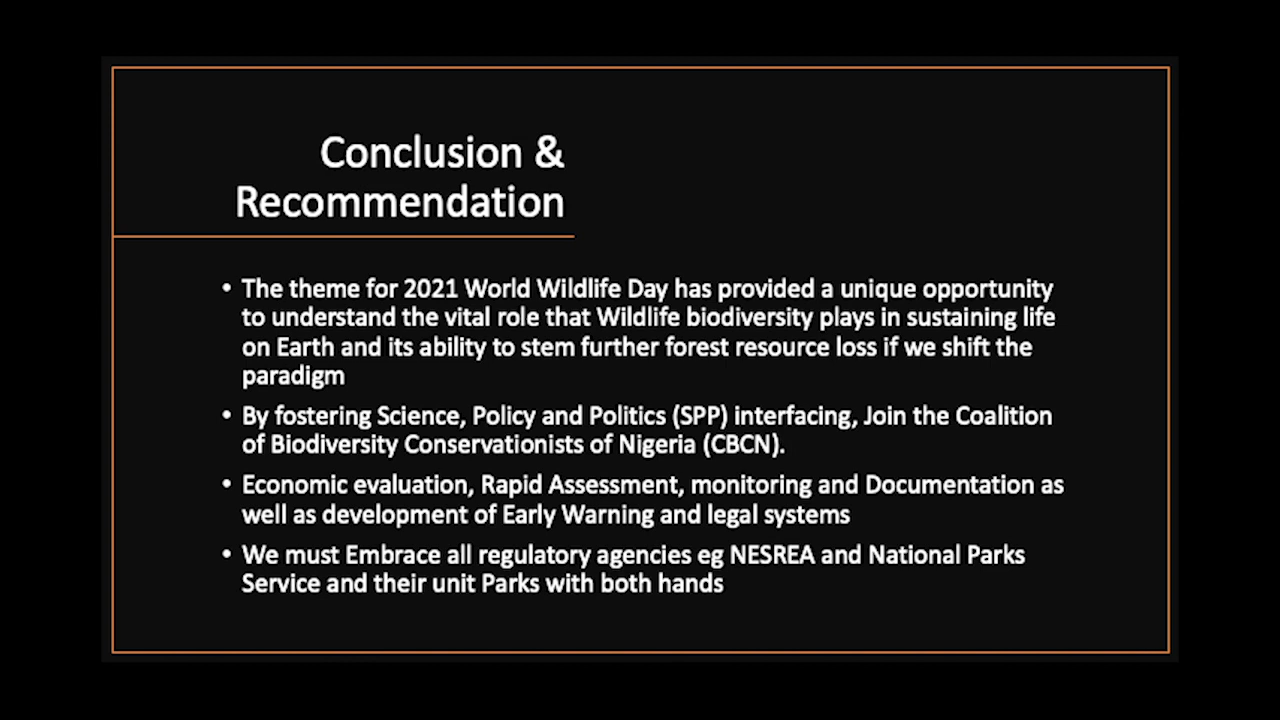 Conclusion &
Recommendation
• The theme for 2021 World Wildlife Day has provided a unique opportunity
to understand the vital role that Wildlife biodiversity plays in sustaining life
on Earth and its ability to stem further forest resource loss if we shift the
paradigm
• By fostering Science, Policy and Politics (SPP) interfacing, Join the Coalition
of Biodiversity Conservationists of Nigeria (CBCN).
• Economic evaluation, Rapid Assessment, monitoring and Documentation as
well as development of Early Warning and legal systems
• We must Embrace all regulatory agencies eg NESREA and National Parks
Service and their unit Parks with both hands